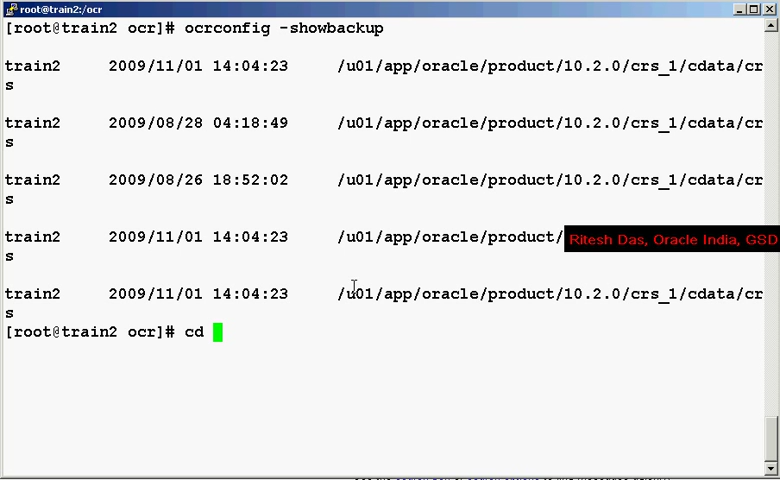 root@train2:/ocr
[root@train2 ocr]# ocrconfig -showbackup
train2     2009/11/01 14:04:23     /u01/app/oracle/product/10.2.0/crs_1/cdata/cr
s
train2     2009/08/28 04:18:49     /u01/app/oracle/product/10.2.0/crs_1/cdata/cr
s
train2     2009/08/26 18:52:02     /u01/app/oracle/product/10.2.0/crs_1/cdata/cr
s
train2     2009/11/01 14:04:23     /u01/app/oracle/product/
Ritesh Das, Oracle India, GSD
s
train2     2009/11/01 14:04:23     /u01/app/oracle/product/10.2.0/crs_1/cdata/cr
s
[root@train2 ocr]# cd